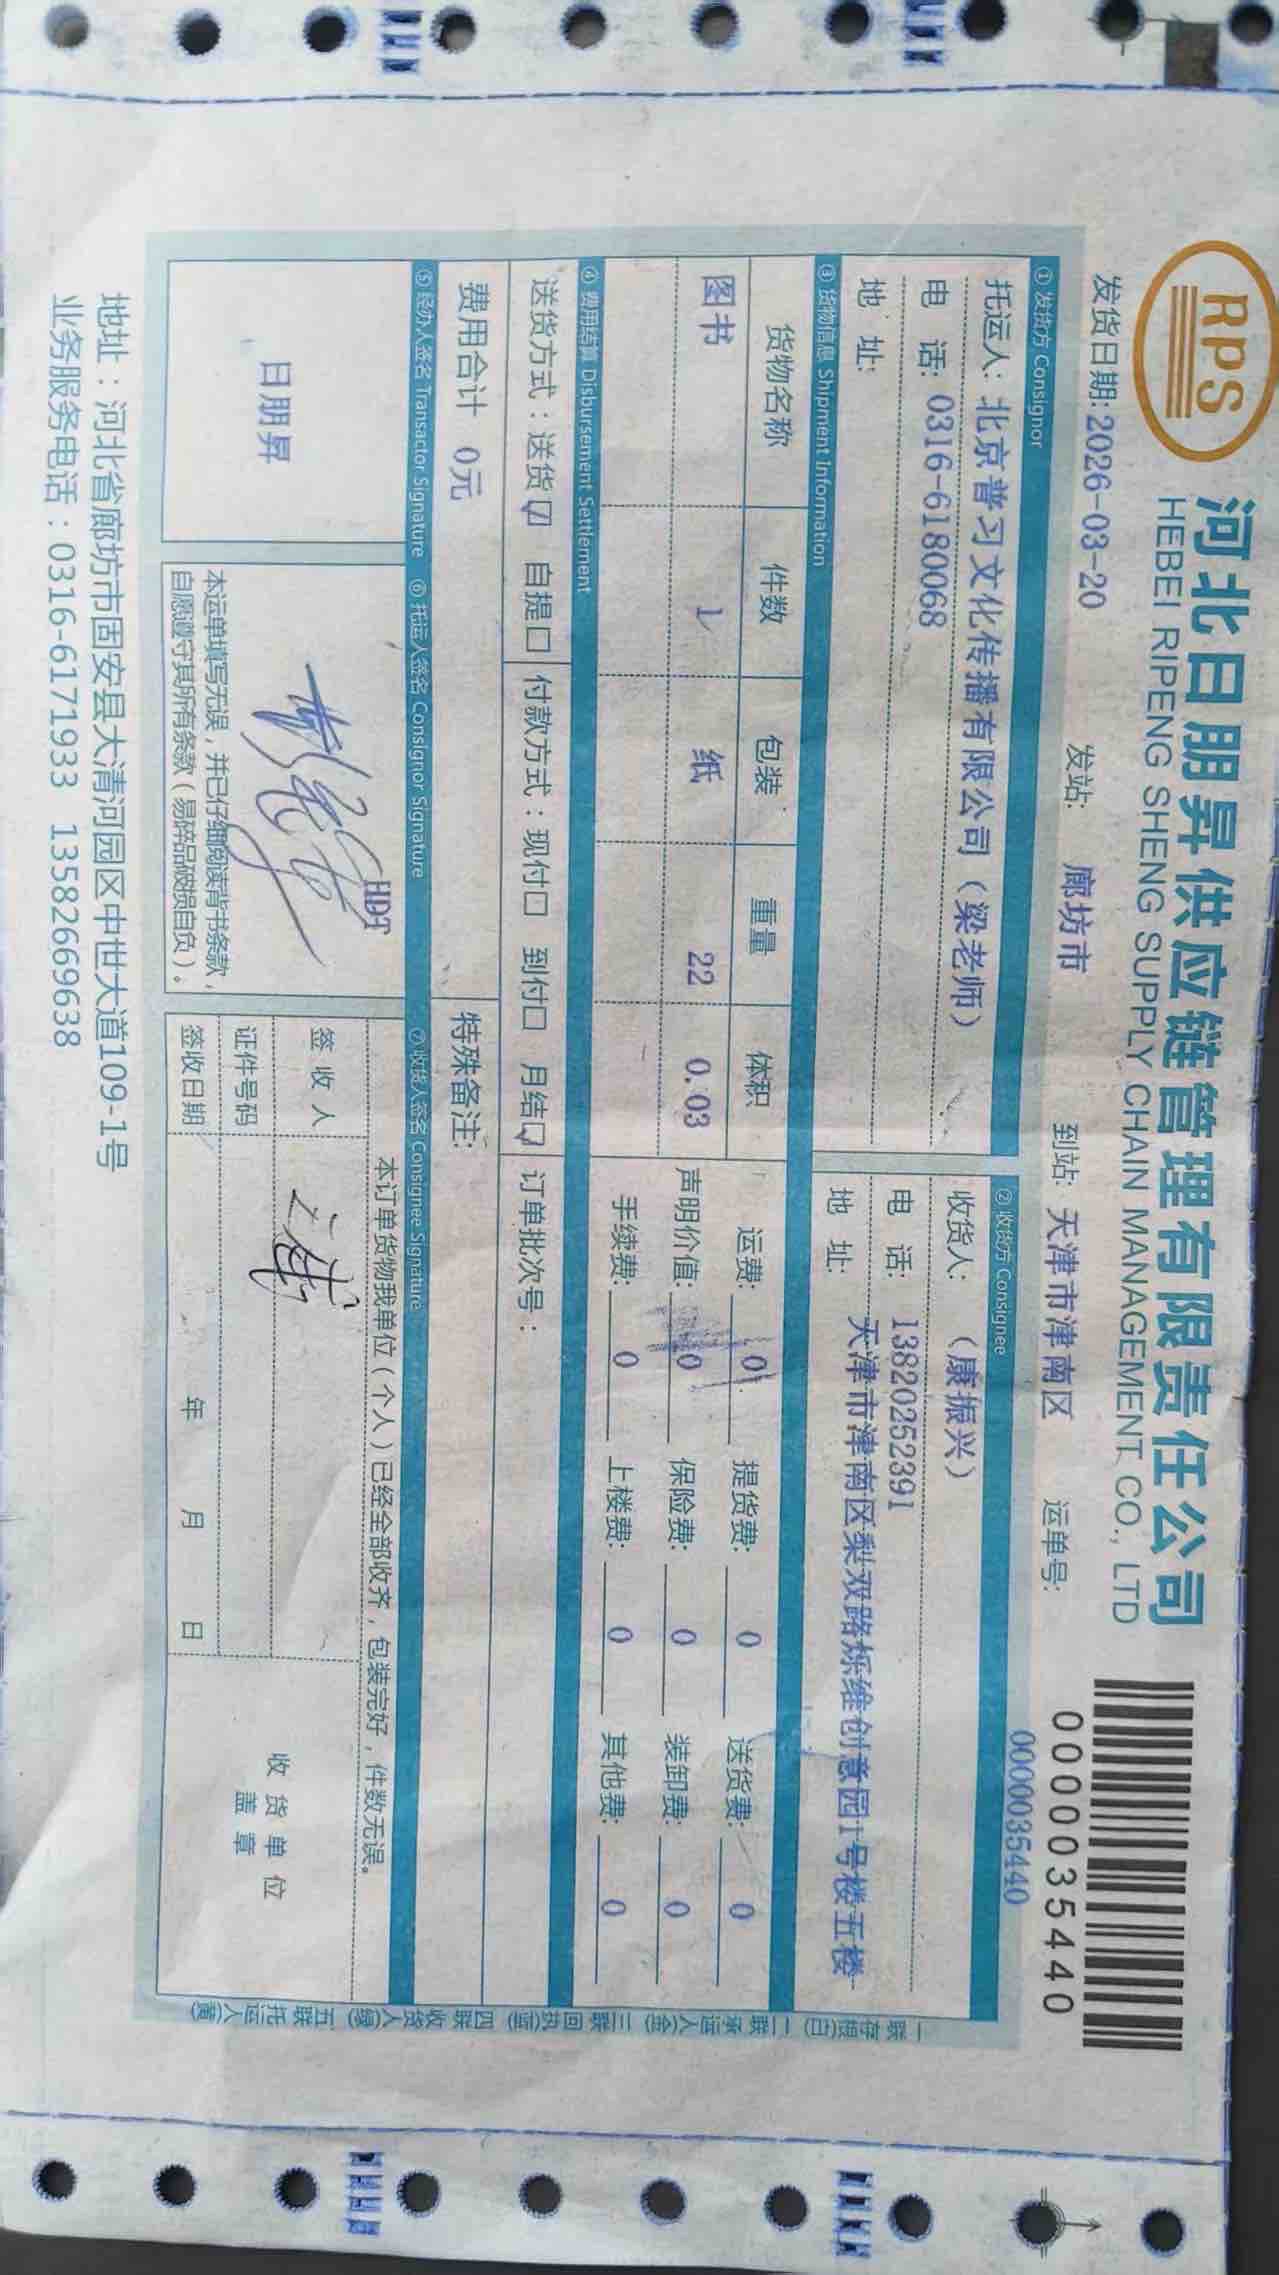 RPS
河北日朋昇供应链管理有限责任公司
HEBEI RIPENG SHENG SUPPLY CHAIN MANAGEMENT CO., LTD
0000035440
发货日期:2026-03-20 发站: 廊坊市 到站: 天津市津南区 运单号:
0000035440
① 发货方 Consignor ② 收货方 Consignee
托运人: 北京普习文化传播有限公司（梁老师） 收货人: （康振兴）
电 话: 0316-6180068 电 话: 13820252391
地 址: 地 址: 天津市津南区梨双路烁维创意园1号楼五楼
③ 货物信息 Shipment Information
货物名称 件数 包装 重量 体积 运费: 0 提货费: 0 送货费: 0
图书 1 纸 22 0.03 声明价值: 0 保险费: 0 装卸费: 0
手续费: 0 上楼费: 0 其他费: 0
④ 费用结算 Disbursement Settlement
送货方式：送货☑ 自提□ 付款方式：现付□ 到付□ 月结☑ 订单批次号：
费用合计 0元 特殊备注:
⑤ 经办人签名 Transactor Signature ⑥ 托运人签名 Consignor Signature ⑦ 收货人签名 Consignee Signature
日朋昇
HDT
本运单填写无误，并已仔细阅读背书条款，
自愿遵守其所有条款（易碎品破损自负）。
本订单货物我单位（个人）已经全部收齐，包装完好，件数无误。
签 收 人
证件号码
签收日期 年 月 日
收 货 单 位
盖 章
一联存根(白) 二联承运人(金) 三联回执(蓝) 四联收货人(绿) 五联托运人(黄)
地址：河北省廊坊市固安县大清河园区中世大道109-1号
业务服务电话：0316-6171933 13582669638